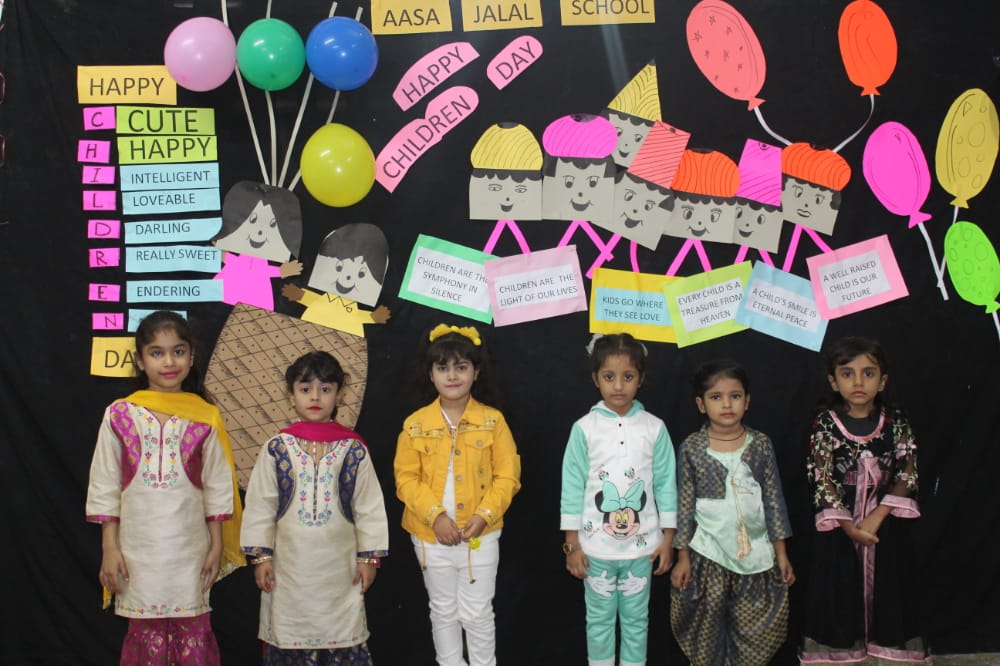 AASA JALAL SCHOOL
HAPPY DAY
CHILDREN
HAPPY
C CUTE
H HAPPY
I INTELLIGENT
L LOVEABLE
D DARLING
R REALLY SWEET
E ENDERING
N
DA
CHILDREN ARE THE
SYMPHONY IN
SILENCE
CHILDREN ARE THE
LIGHT OF OUR LIVES
KIDS GO WHERE
THEY SEE LOVE
EVERY CHILD IS A
TREASURE FROM
HEAVEN
A CHILD'S SMILE IS
ETERNAL PEACE
A WELL RAISED
CHILD IS OUR
FUTURE